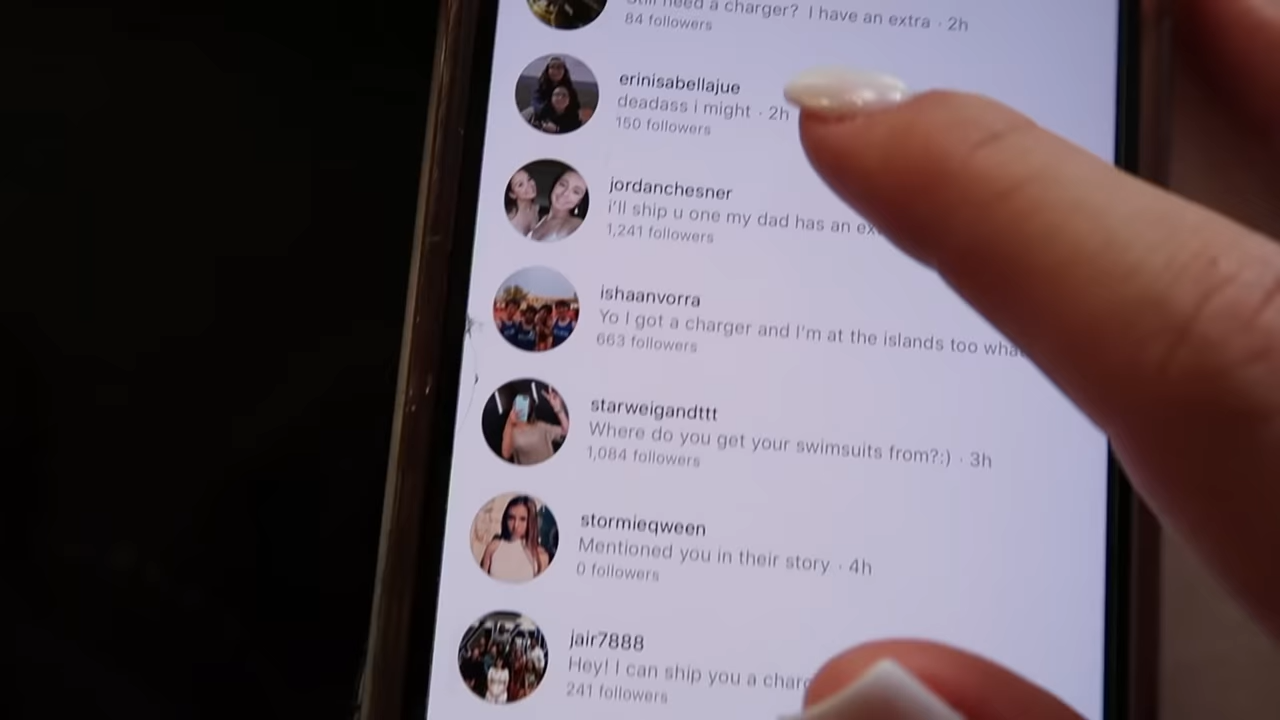 need a charger? I have an extra · 2h
84 followers
erinisabellajue
deadass i might · 2h
150 followers
jordanchesner
i'll ship u one my dad has an
1,241 followers
ishaanvorra
Yo I got a charger and I'm at the islands too
663 followers
starweigandttt
Where do you get your swimsuits from?:) · 3h
1,084 followers
stormieqween
Mentioned you in their story · 4h
0 followers
jair7888
Hey! I can ship you a
241 followers